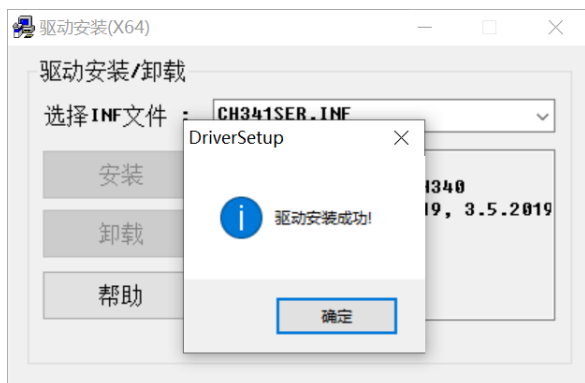 驱动安装(X64)
驱动安装/卸载
选择INF文件 :
CH341SER.INF
DriverSetup
安装
H340
19, 3.5.2019
驱动安装成功!
卸载
帮助
确定